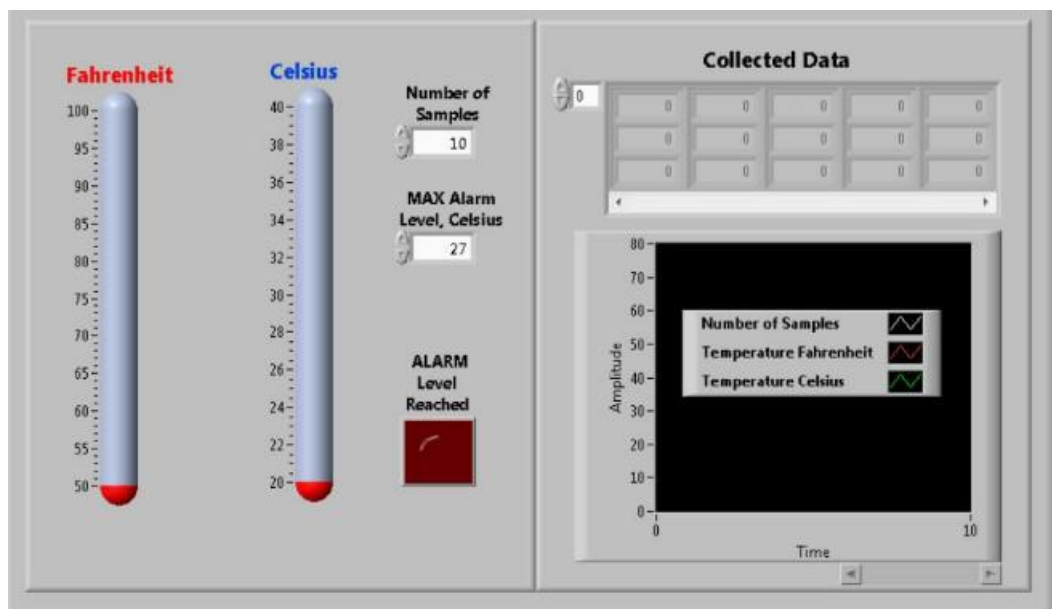 Fahrenheit
100
95
90
85
80
75
70
65
60
55
50
Celsius
40
38
36
34
32
30
28
26
24
22
20
Number of
Samples
10
MAX Alarm
Level, Celsius
27
ALARM
Level
Reached
Collected Data
0
0 0 0 0 0
0 0 0 0 0
0 0 0 0 0
80
70
60
50
40
30
20
10
0
Amplitude
Number of Samples
Temperature Fahrenheit
Temperature Celsius
0 10
Time